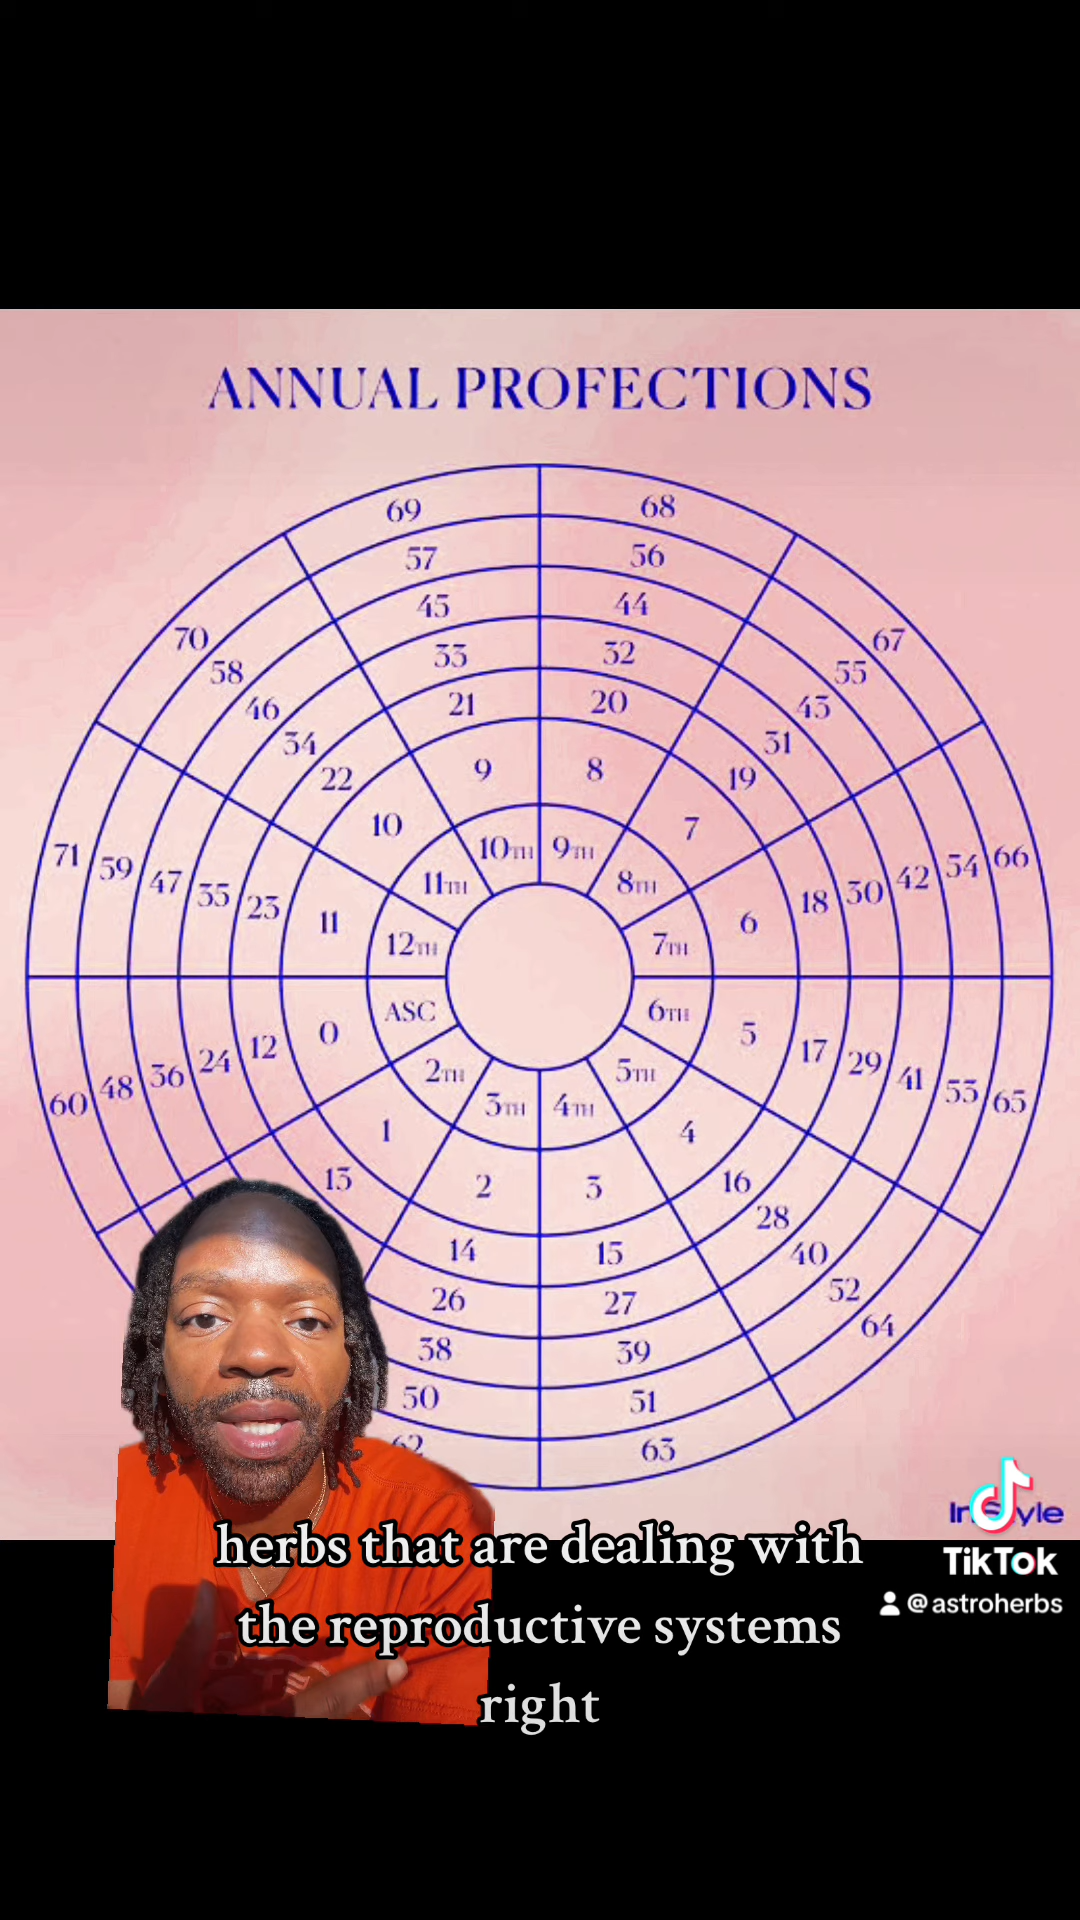 ANNUAL PROFECTIONS
69 68
57 56
45 44
70 33 32 67
58 21 20 55
46 43
34 9 8 31
22 19
10 7
10TH 9TH
71 59 47 35 23 11 11TH 8TH 6 18 30 42 54 66
12TH 7TH
ASC 6TH
60 48 36 24 12 0 2TH 5TH 5 17 29 41 53 65
3TH 4TH
1 4
13 2 3 16
14 15 28
26 27 40
38 39 52
50 51 64
62 63
InStyle
TikTok
@astroherbs
herbs that are dealing with
the reproductive systems
right